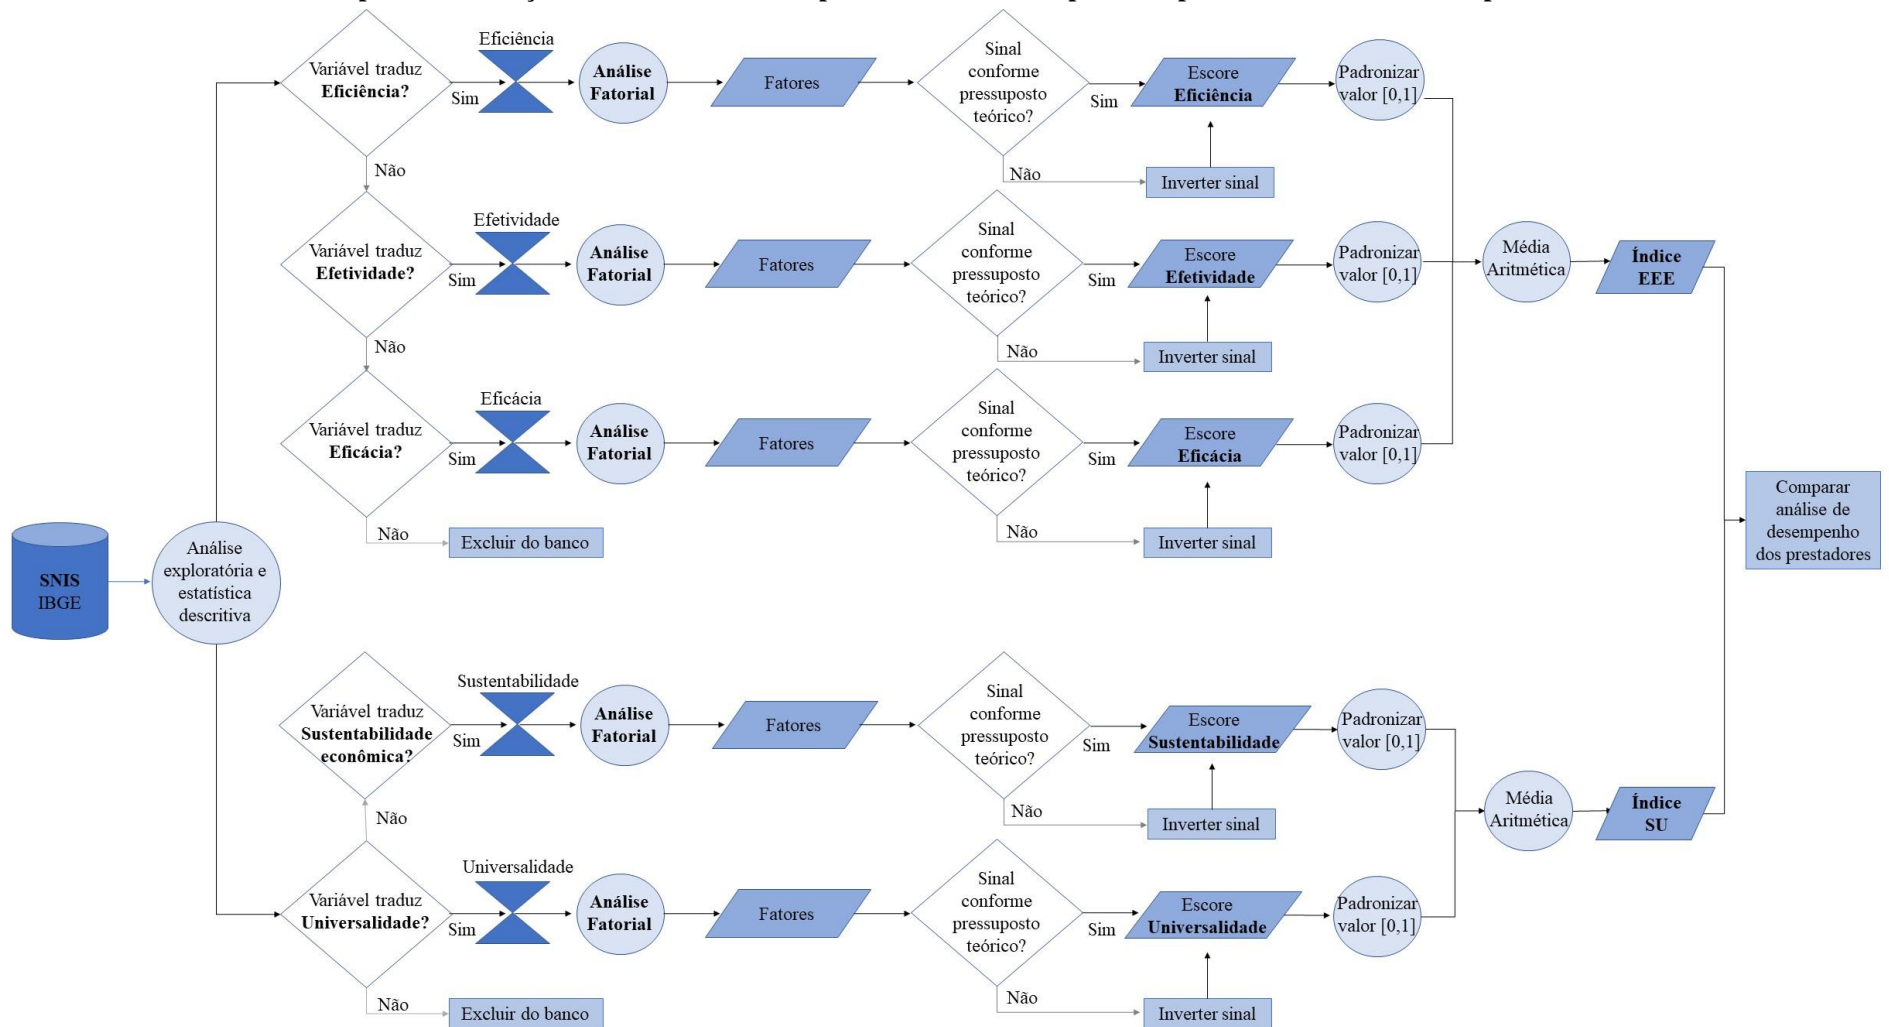 Eficiência
Variável traduz
Eficiência?
Sim
Análise
Fatorial
Fatores
Sinal
conforme
pressuposto
teórico?
Sim
Escore
Eficiência
Padronizar
valor [0,1]
Não
Não
Inverter sinal
Efetividade
Variável traduz
Efetividade?
Sim
Análise
Fatorial
Fatores
Sinal
conforme
pressuposto
teórico?
Sim
Escore
Efetividade
Padronizar
valor [0,1]
Média
Aritmética
Índice
EEE
Não
Não
Inverter sinal
Eficácia
Variável traduz
Eficácia?
Sim
Análise
Fatorial
Fatores
Sinal
conforme
pressuposto
teórico?
Sim
Escore
Eficácia
Padronizar
valor [0,1]
Não
Excluir do banco
Não
Inverter sinal
Comparar
análise de
desempenho
dos prestadores
SNIS
IBGE
Análise
exploratória e
estatística
descritiva
Sustentabilidade
Variável traduz
Sustentabilidade
econômica?
Sim
Análise
Fatorial
Fatores
Sinal
conforme
pressuposto
teórico?
Sim
Escore
Sustentabilidade
Padronizar
valor [0,1]
Não
Não
Inverter sinal
Média
Aritmética
Índice
SU
Universalidade
Variável traduz
Universalidade?
Sim
Análise
Fatorial
Fatores
Sinal
conforme
pressuposto
teórico?
Sim
Escore
Universalidade
Padronizar
valor [0,1]
Não
Excluir do banco
Não
Inverter sinal